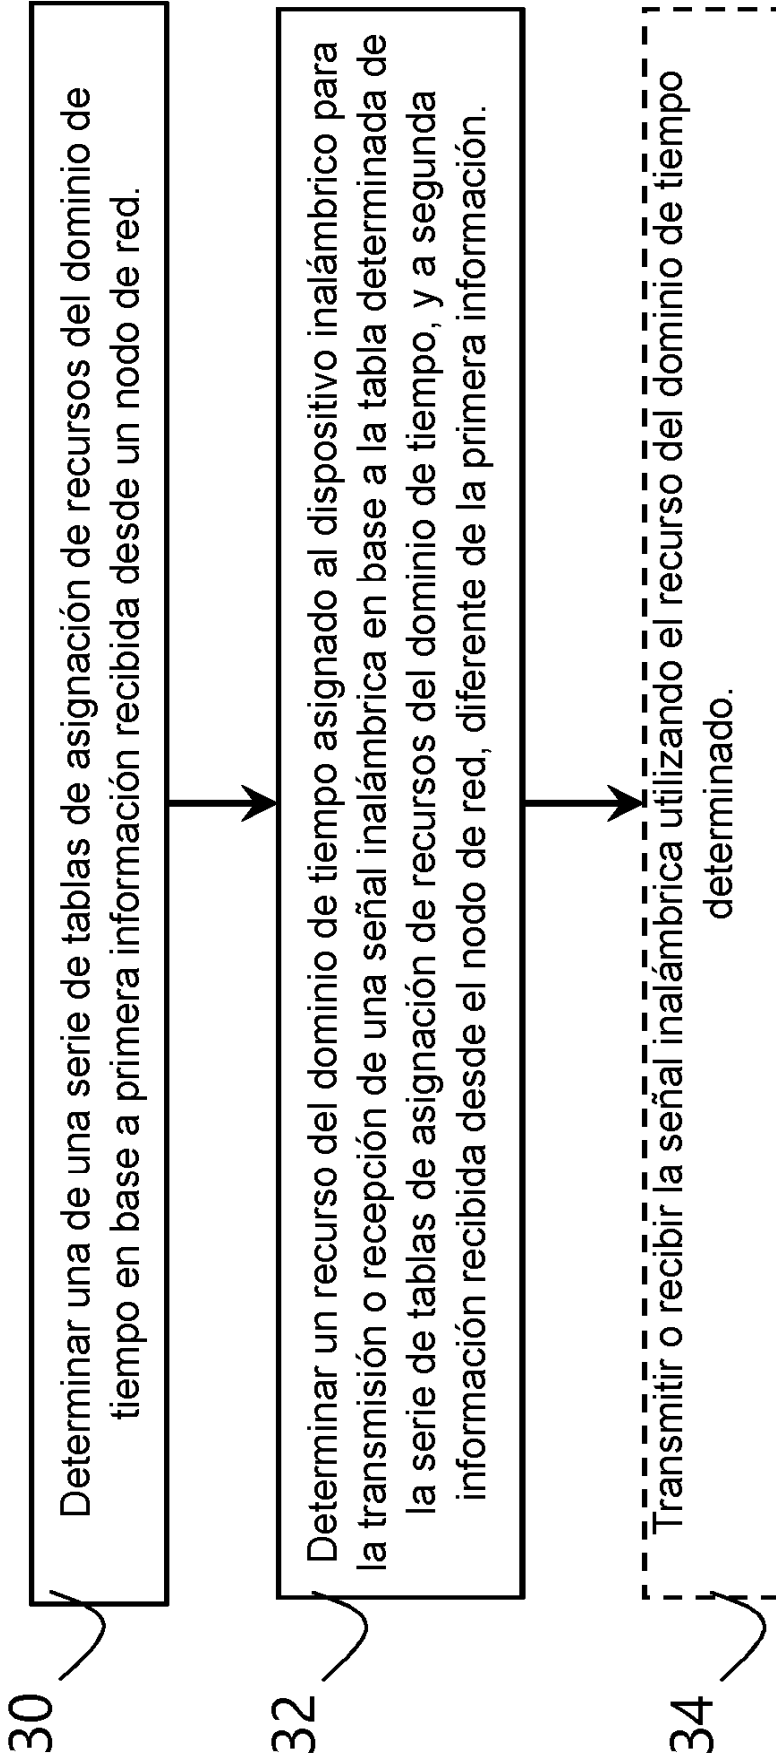 30
Determinar una de una serie de tablas de asignación de recursos del dominio de
tiempo en base a primera información recibida desde un nodo de red.
32
Determinar un recurso del dominio de tiempo asignado al dispositivo inalámbrico para
la transmisión o recepción de una señal inalámbrica en base a la tabla determinada de
la serie de tablas de asignación de recursos del dominio de tiempo, y a segunda
información recibida desde el nodo de red, diferente de la primera información.
34
Transmitir o recibir la señal inalámbrica utilizando el recurso del dominio de tiempo
determinado.